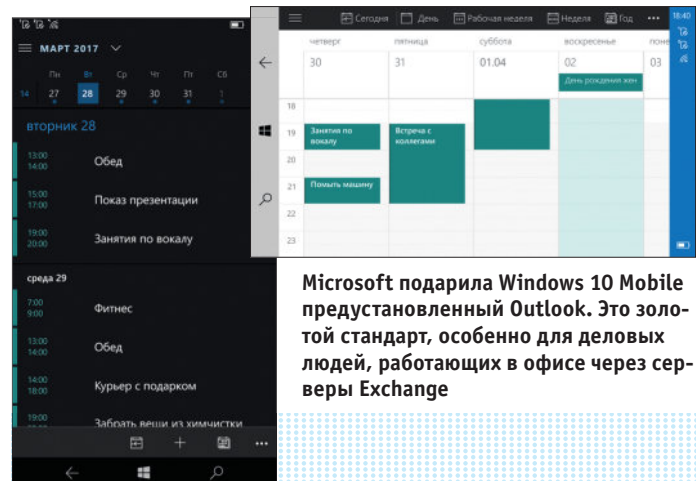 МАРТ 2017
Пн Вт Ср Чт Пт Сб
14 27 28 29 30 31 1
вторник 28
13:00
14:00
Обед
15:00
17:00
Показ презентации
19:00
20:00
Занятия по вокалу
среда 29
7:00
9:00
Фитнес
13:00
14:00
Обед
14:00
18:00
Курьер с подарком
19:00
Забрать вещи из химчистки
Сегодня День Рабочая неделя Неделя Год 18:40
четверг пятница суббота воскресенье поне
30 31 01.04 02 03
День рождения жен
18
19 Занятия по Встреча с
вокалу коллегами
20
21 Помыть машину
22
23
Microsoft подарила Windows 10 Mobile
предустановленный Outlook. Это золо-
той стандарт, особенно для деловых
людей, работающих в офисе через сер-
веры Exchange